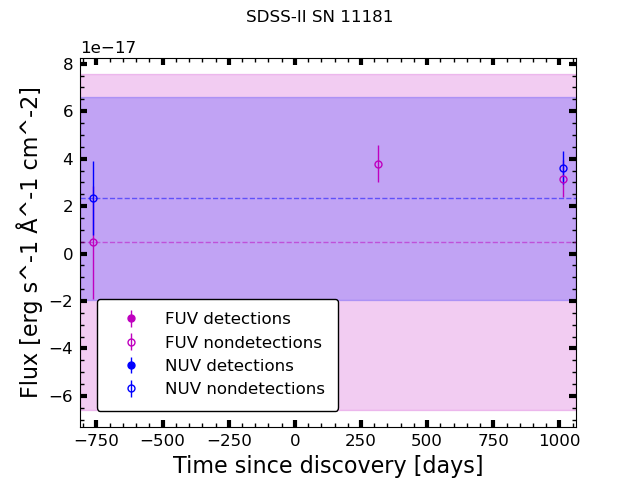 SDSS-II SN 11181
1e−17
8
6
4
2
0
−2
−4
−6
Flux [erg s^-1 Å^-1 cm^-2]
FUV detections
FUV nondetections
NUV detections
NUV nondetections
−750 −500 −250 0 250 500 750 1000
Time since discovery [days]